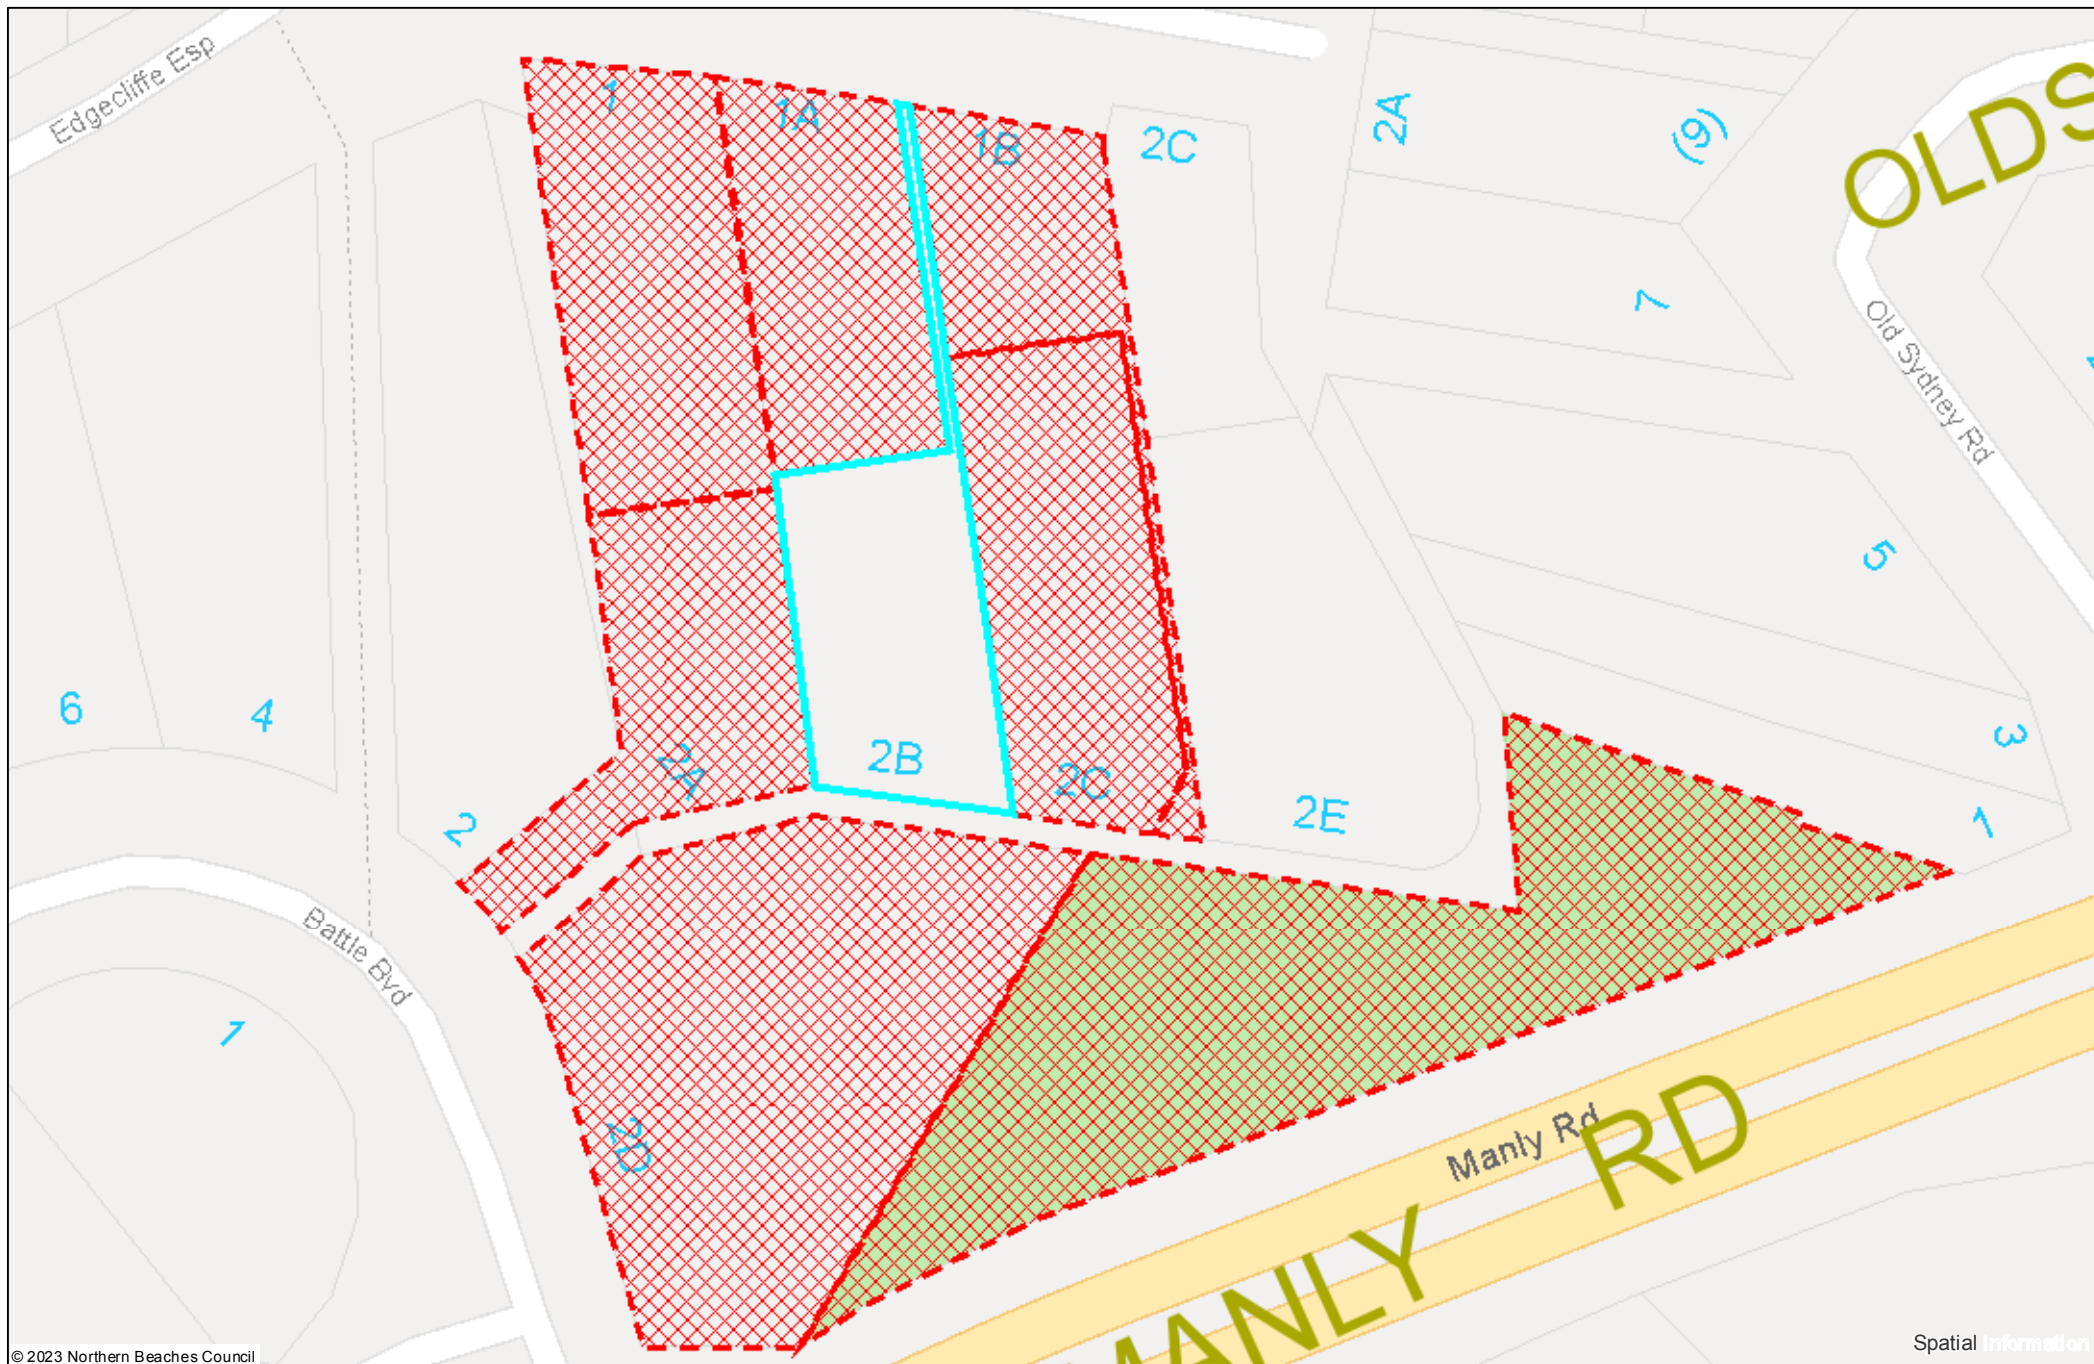 Edgecliffe Esp
1
1A
1B
2C
2A
(9)
OLDS
7
Old Sydney Rd
5
6
4
3
2A
2B
2C
2E
1
2
Battle Bvd
1
2D
Manly Rd
MANLY RD
Spatial Information
© 2023 Northern Beaches Council